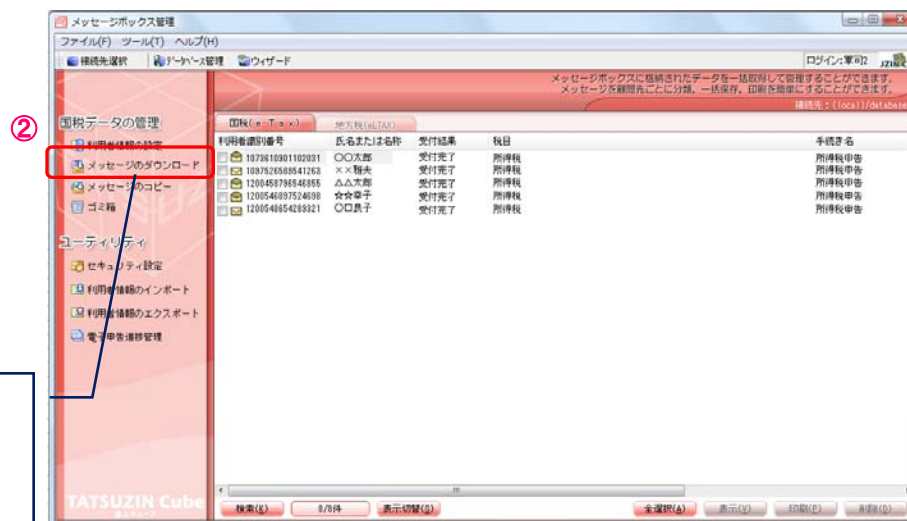 メッセージボックス管理
ファイル(F) ツール(T) ヘルプ(H)
接続先選択 データベース管理 ウィザード ログイン:軍司2
メッセージボックスに格納されたデータを一括取得して管理することができます。
メッセージを顧問先ごとに分類、一括保存、印刷を簡単にすることができます。
接続先:(local)/database
②
国税データの管理
利用者情報の設定
メッセージのダウンロード
メッセージのコピー
ゴミ箱
ユーティリティ
セキュリティ設定
利用者情報のインポート
利用者情報のエクスポート
電子申告進捗管理
TATSUZIN Cube
国税(e-Tax) 地方税(eLTAX)
利用者識別番号 氏名または名称 受付結果 税目 手続き名
〇〇太郎 受付完了 所得税 所得税申告
××雅夫 受付完了 所得税 所得税申告
△△太郎 受付完了 所得税 所得税申告
☆☆幸子 受付完了 所得税 所得税申告
〇口良子 受付完了 所得税 所得税申告
検索(K) 8/8件 表示切替(G) 全選択(A) 表示(V) 印刷(P) 削除(D)